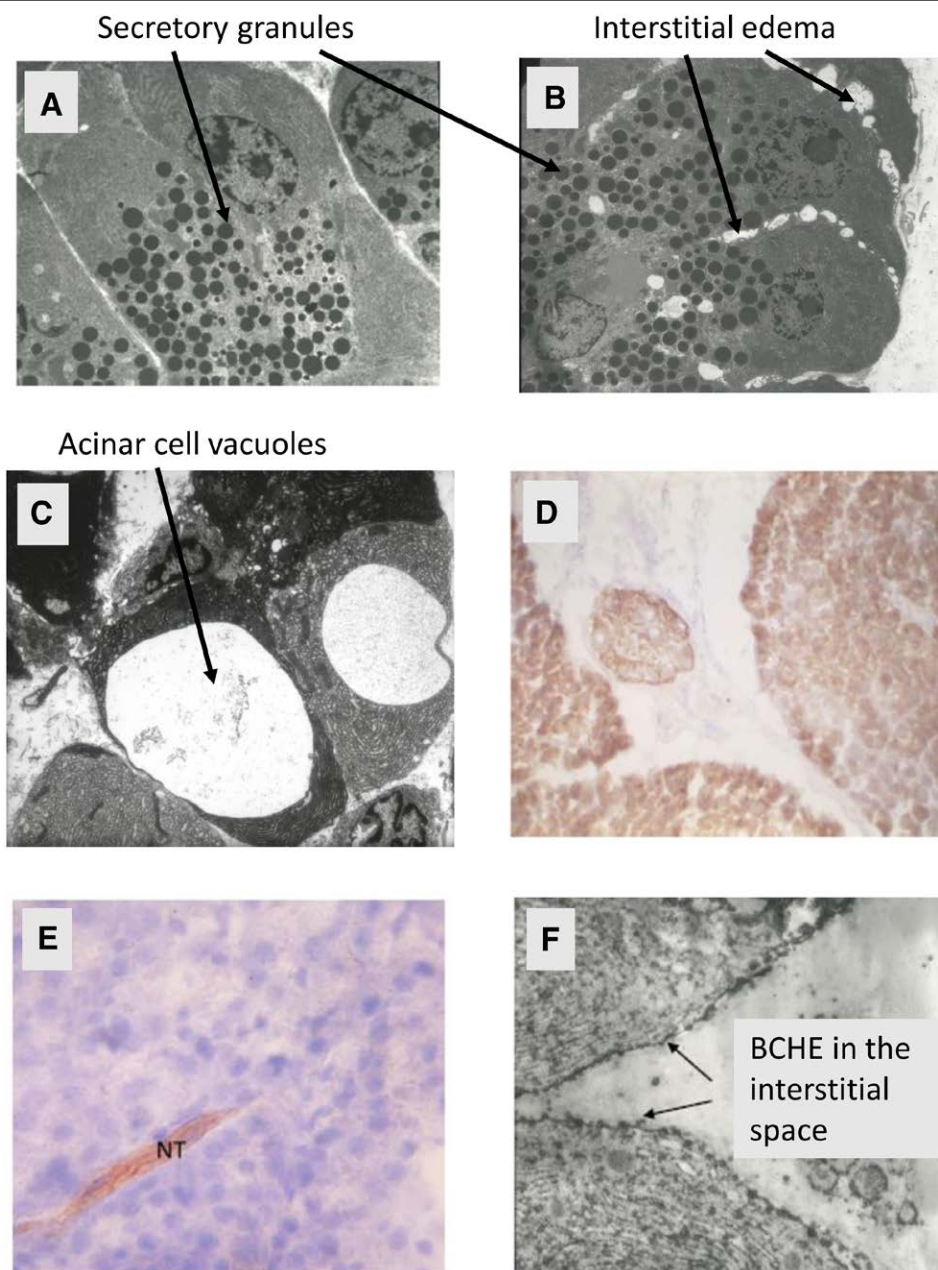 Secretory granules
Interstitial edema
A
B
Acinar cell vacuoles
C
D
E
NT
F
BCHE in the
interstitial
space